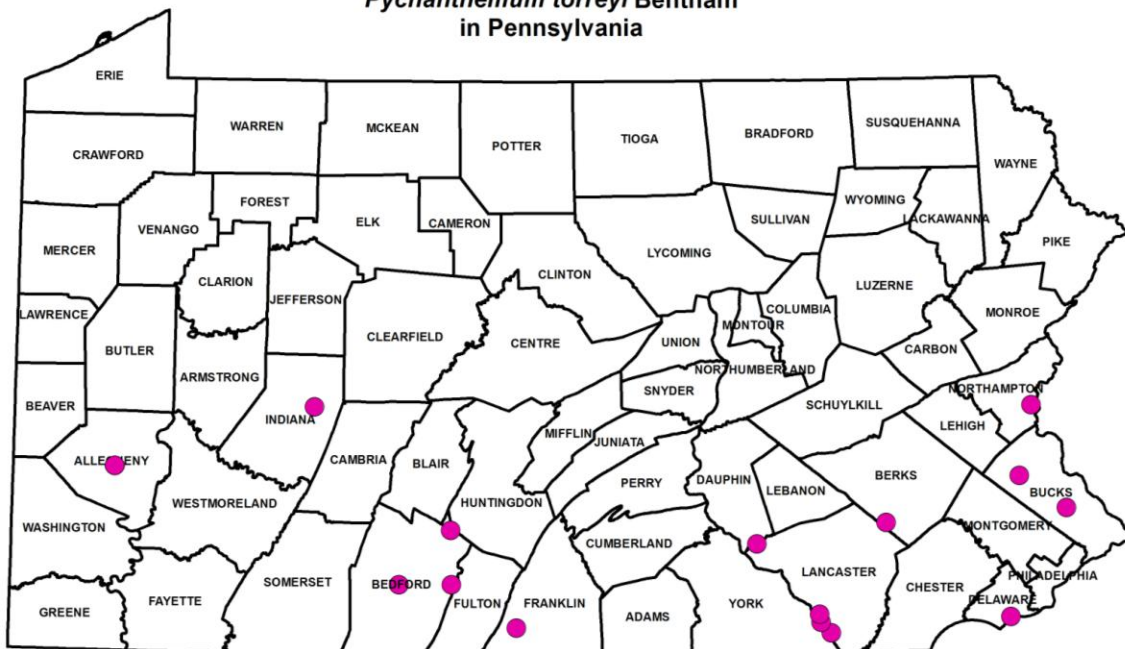 Pycnanthemum torreyi Bentham
in Pennsylvania
ERIE
CRAWFORD
WARREN
MCKEAN
POTTER
TIOGA
BRADFORD
SUSQUEHANNA
WAYNE
MERCER
VENANGO
FOREST
ELK
CAMERON
SULLIVAN
WYOMING
LACKAWANNA
PIKE
CLARION
JEFFERSON
CLINTON
LYCOMING
LUZERNE
MONROE
LAWRENCE
BUTLER
CLEARFIELD
CENTRE
UNION
MONTOUR
COLUMBIA
CARBON
ARMSTRONG
SNYDER
NORTHUMBERLAND
SCHUYLKILL
NORTHAMPTON
BEAVER
INDIANA
MIFFLIN
JUNIATA
LEHIGH
ALLEGHENY
CAMBRIA
BLAIR
HUNTINGDON
PERRY
DAUPHIN
LEBANON
BERKS
BUCKS
WASHINGTON
WESTMORELAND
CUMBERLAND
MONTGOMERY
GREENE
FAYETTE
SOMERSET
BEDFORD
FULTON
FRANKLIN
ADAMS
YORK
LANCASTER
CHESTER
PHILADELPHIA
DELAWARE